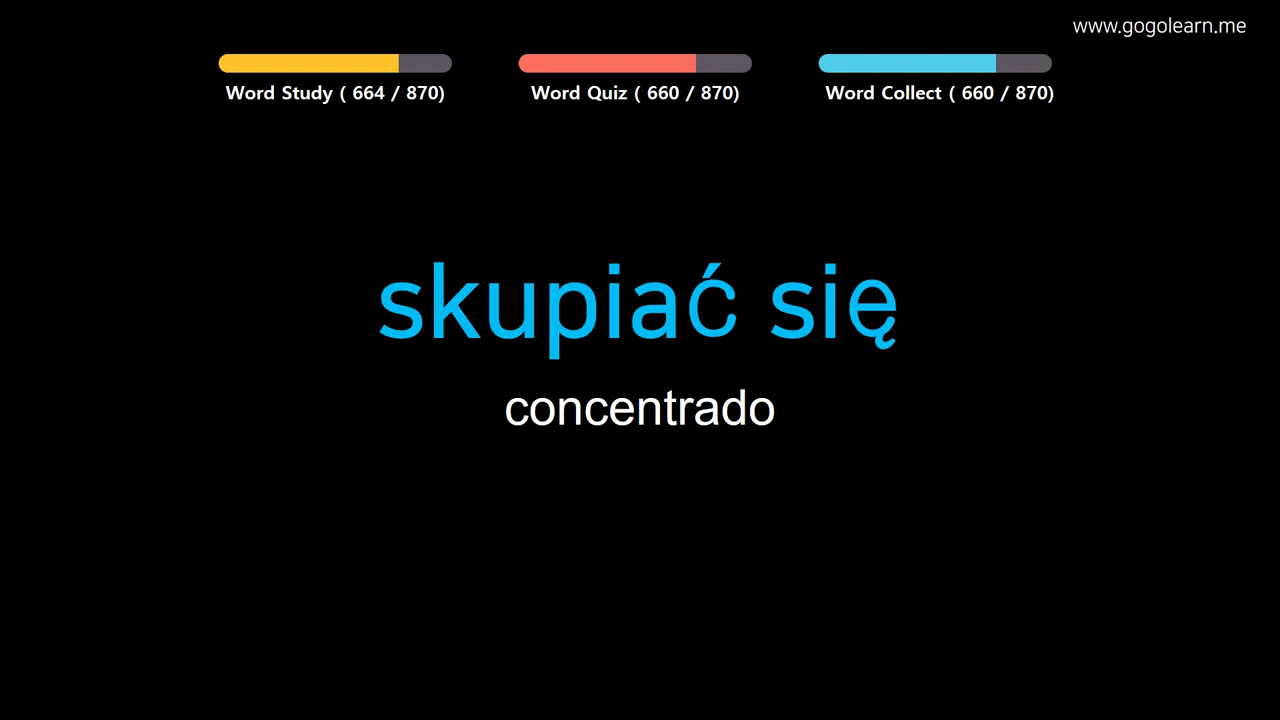 www.gogolearn.me
Word Study ( 664 / 870)
Word Quiz ( 660 / 870)
Word Collect ( 660 / 870)
skupiać się
concentrado